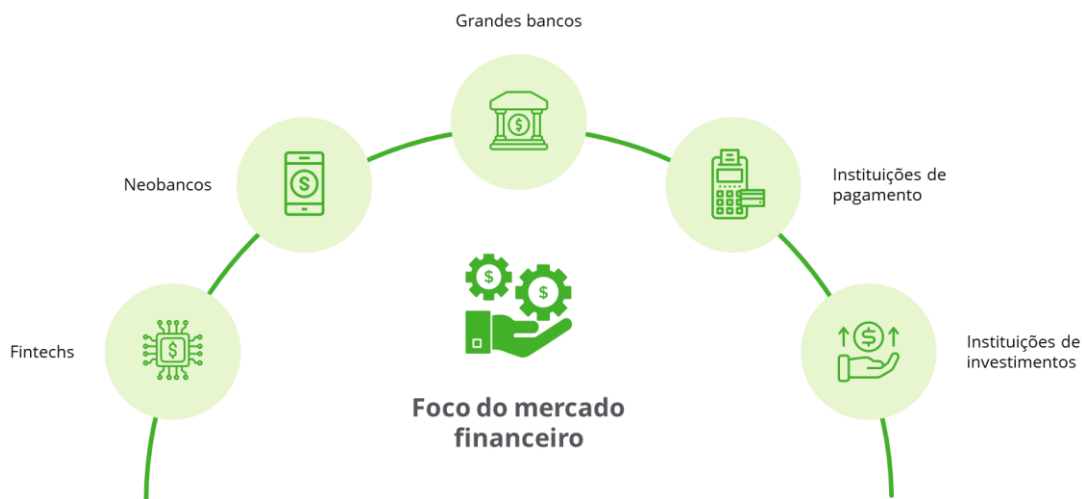 Grandes bancos
Neobancos
Instituições de
pagamento
Fintechs
Instituições de
investimentos
$
$
$
$
$
$
$
Foco do mercado
financeiro